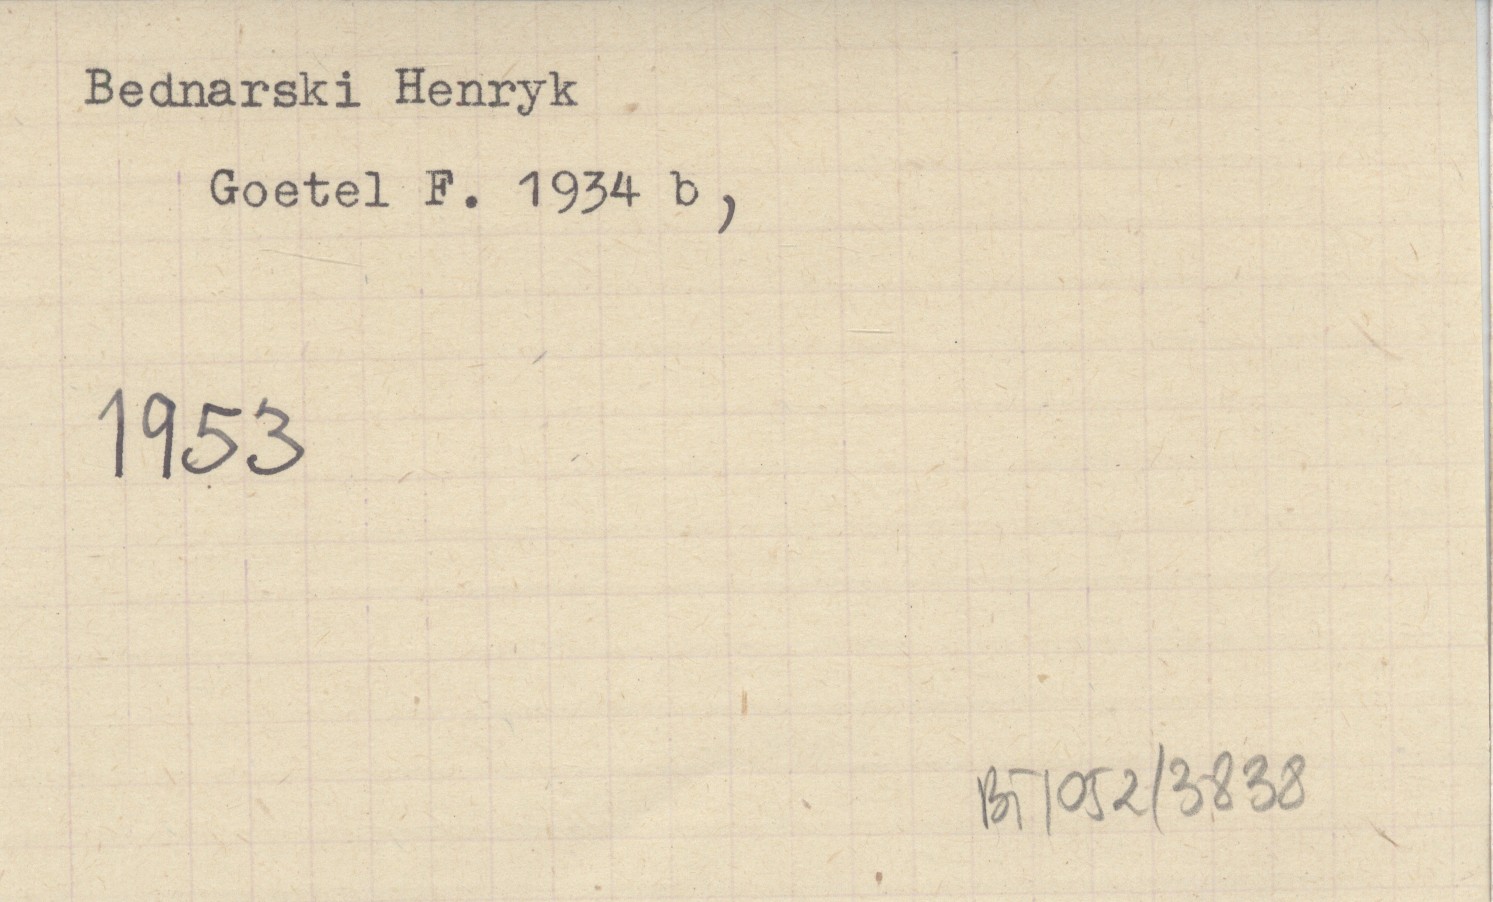 Bednarski Henryk
Goetel F. 1934 b,
1953
BT/052/3838